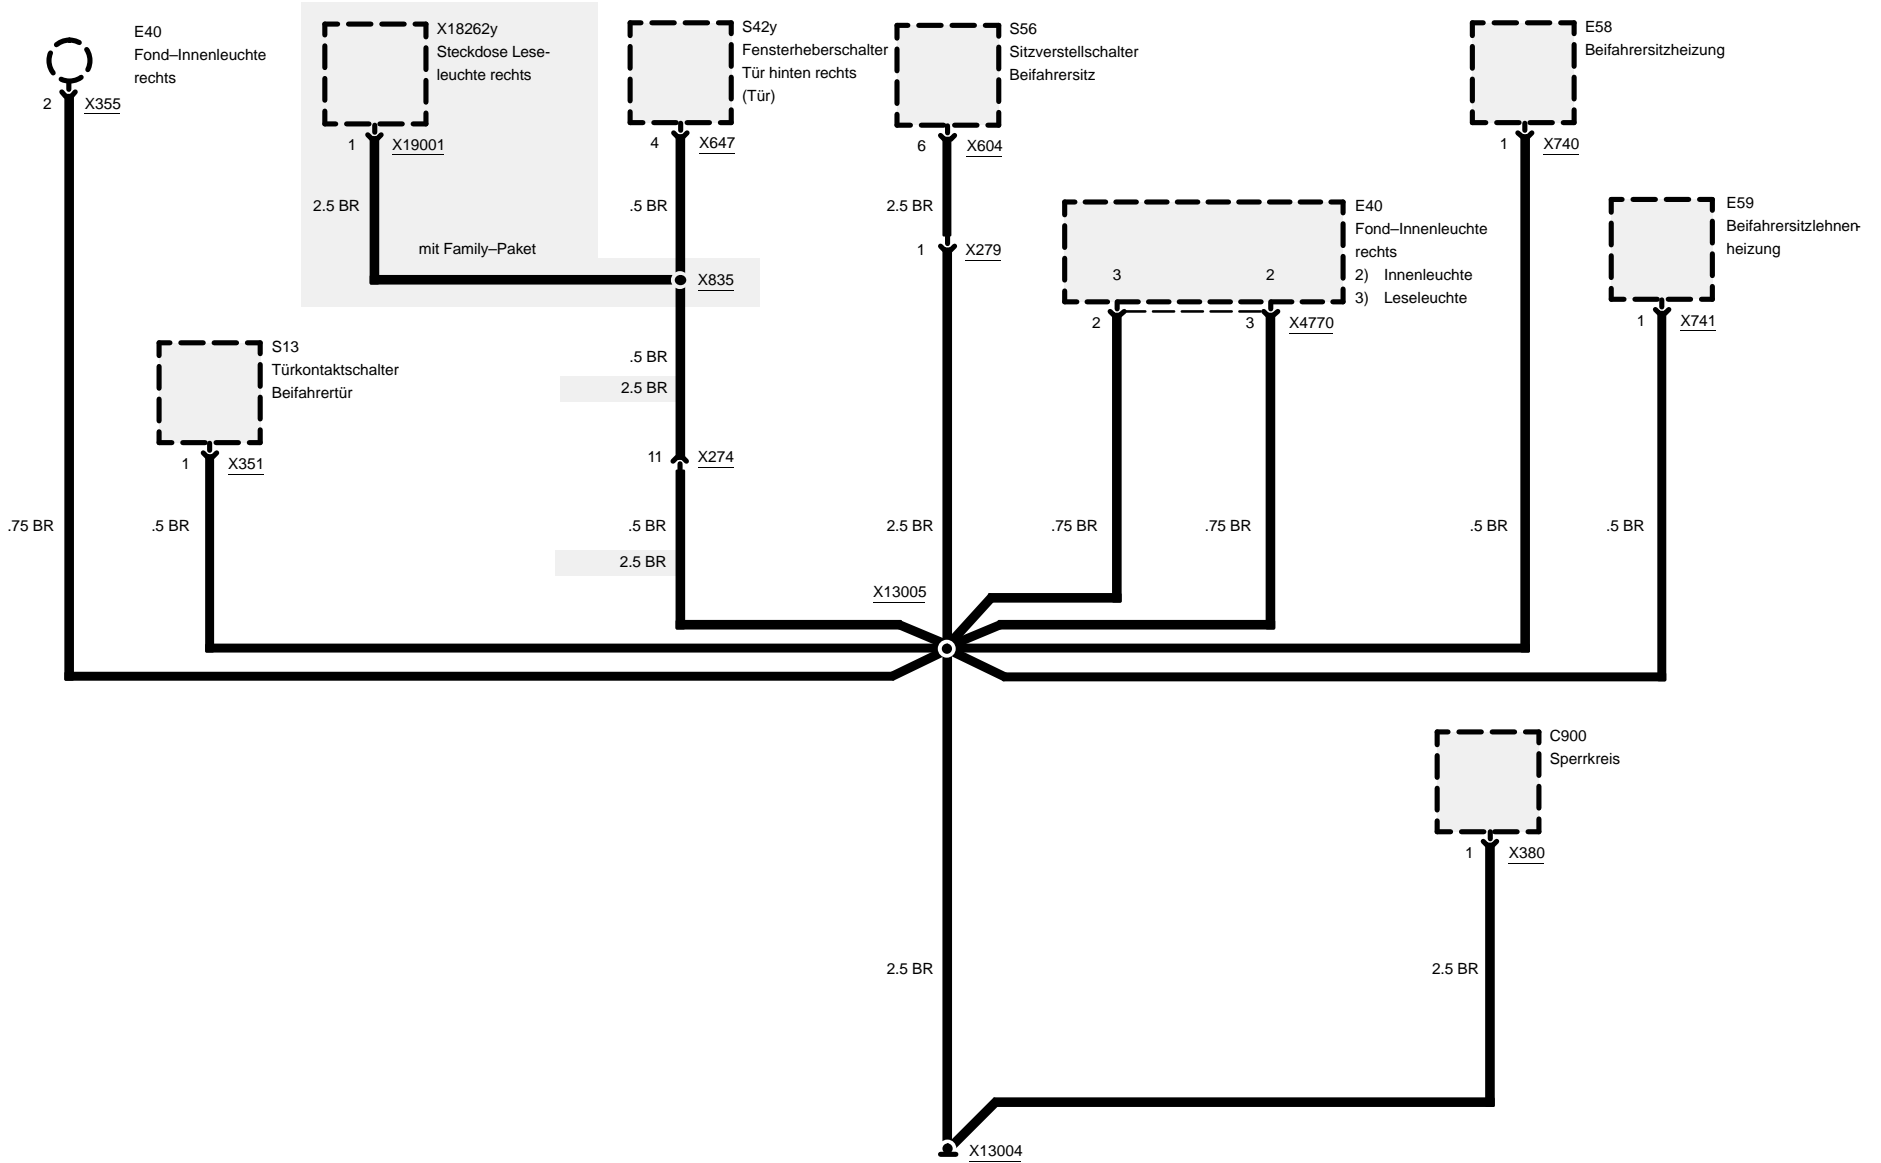 E40
Fond–Innenleuchte
rechts
2 X355
X18262y
Steckdose Lese-
leuchte rechts
1 X19001
2.5 BR
mit Family–Paket
S42y
Fensterheberschalter
Tür hinten rechts
(Tür)
4 X647
.5 BR
X835
S56
Sitzverstellschalter
Beifahrersitz
6 X604
2.5 BR
1 X279
E58
Beifahrersitzheizung
1 X740
E40
Fond–Innenleuchte
rechts
2) Innenleuchte
3) Leseleuchte
3 2
2 3 X4770
E59
Beifahrersitzlehnen-
heizung
1 X741
S13
Türkontaktschalter
Beifahrertür
1 X351
.5 BR
2.5 BR
11 X274
.75 BR
.5 BR
.5 BR
2.5 BR
2.5 BR
.75 BR
.75 BR
.5 BR
.5 BR
X13005
C900
Sperrkreis
1 X380
2.5 BR
2.5 BR
X13004